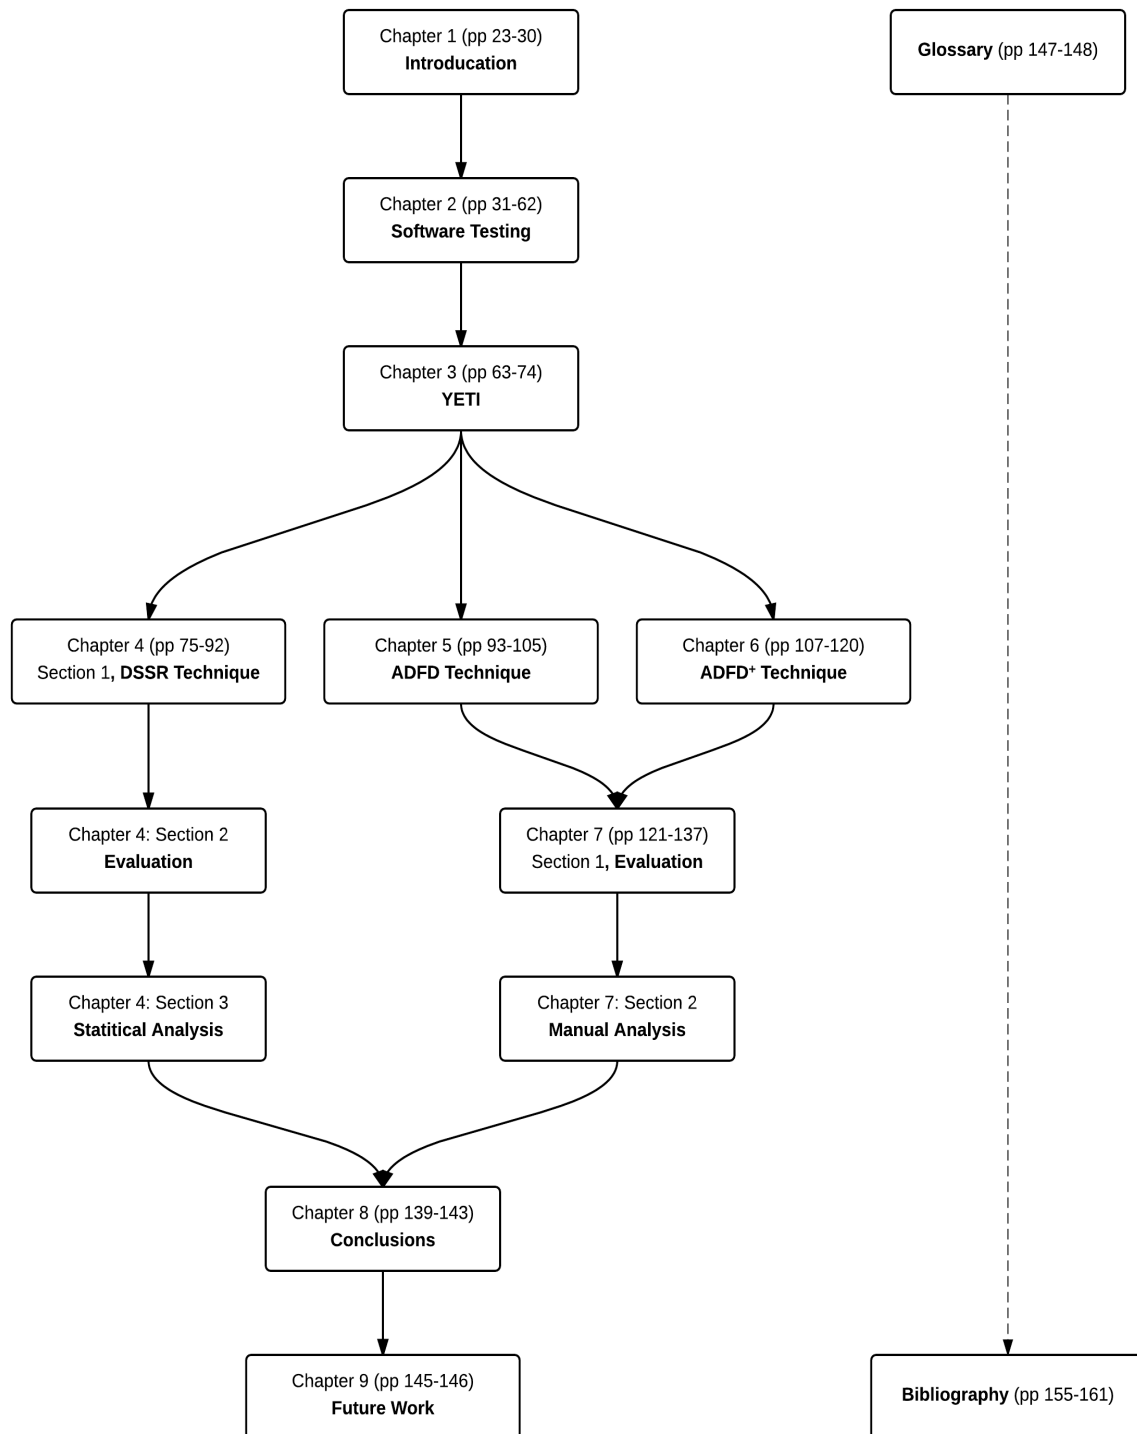 Chapter 1 (pp 23-30)
Introducation
Glossary (pp 147-148)
Chapter 2 (pp 31-62)
Software Testing
Chapter 3 (pp 63-74)
YETI
Chapter 4 (pp 75-92)
Section 1, DSSR Technique
Chapter 5 (pp 93-105)
ADFD Technique
Chapter 6 (pp 107-120)
ADFD⁺ Technique
Chapter 4: Section 2
Evaluation
Chapter 7 (pp 121-137)
Section 1, Evaluation
Chapter 4: Section 3
Statitical Analysis
Chapter 7: Section 2
Manual Analysis
Chapter 8 (pp 139-143)
Conclusions
Chapter 9 (pp 145-146)
Future Work
Bibliography (pp 155-161)